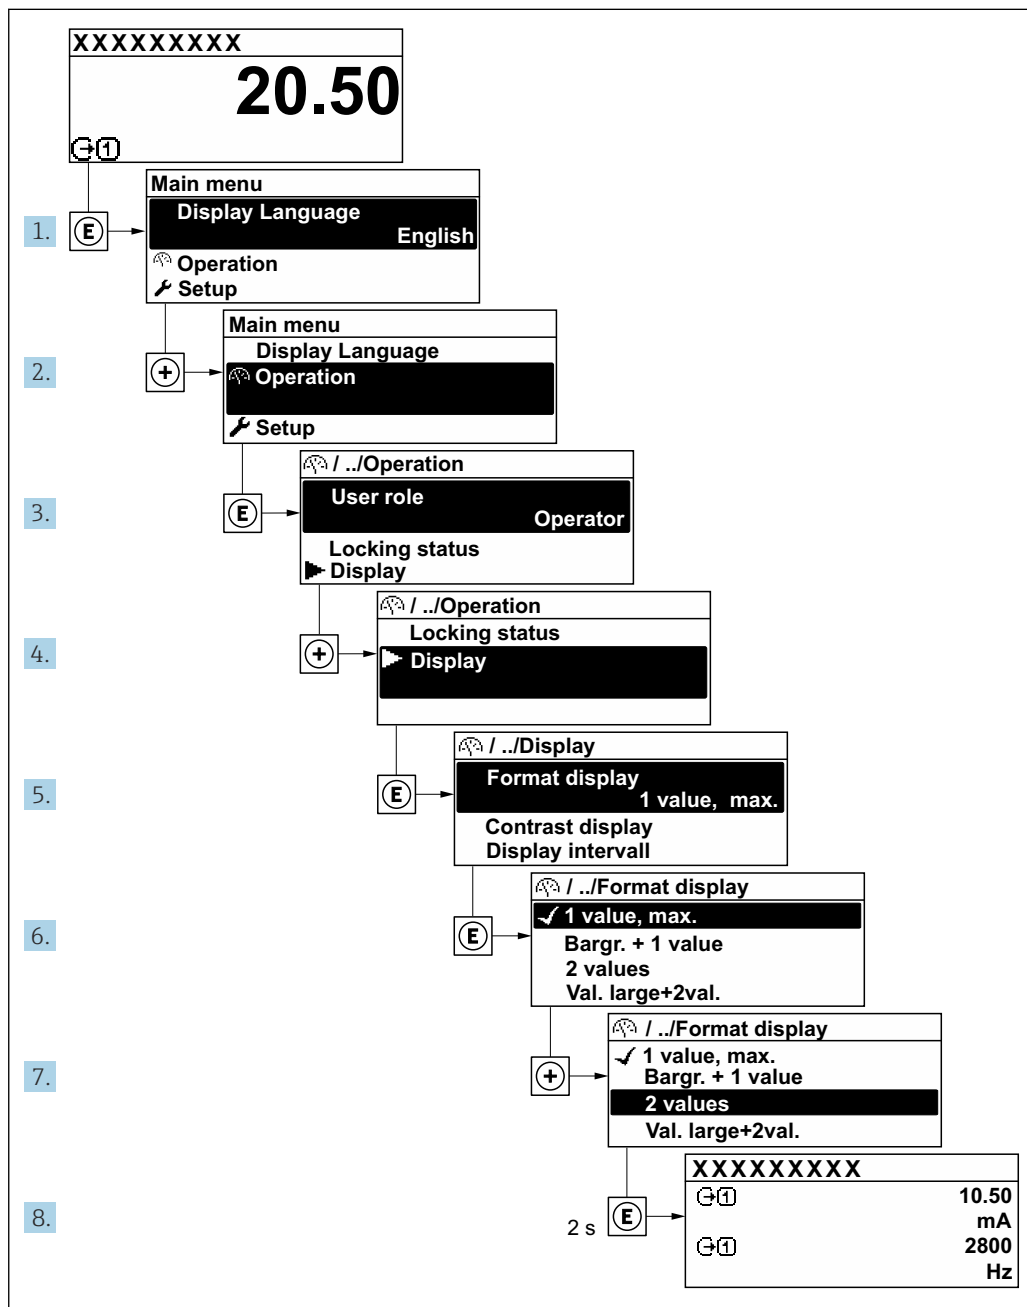 XXXXXXXXX
20.50
1
Main menu
1.
E
Display Language
English
Operation
Setup
Main menu
Display Language
2.
+
Operation
Setup
/ ../Operation
3.
E
User role
Operator
Locking status
Display
/ ../Operation
Locking status
4.
+
Display
/ ../Display
5.
E
Format display
1 value, max.
Contrast display
Display intervall
/ ../Format display
1 value, max.
6.
E
Bargr. + 1 value
2 values
Val. large+2val.
/ ../Format display
1 value, max.
7.
+
Bargr. + 1 value
2 values
Val. large+2val.
XXXXXXXXX
1 10.50
mA
8.
2 s
E
1 2800
Hz